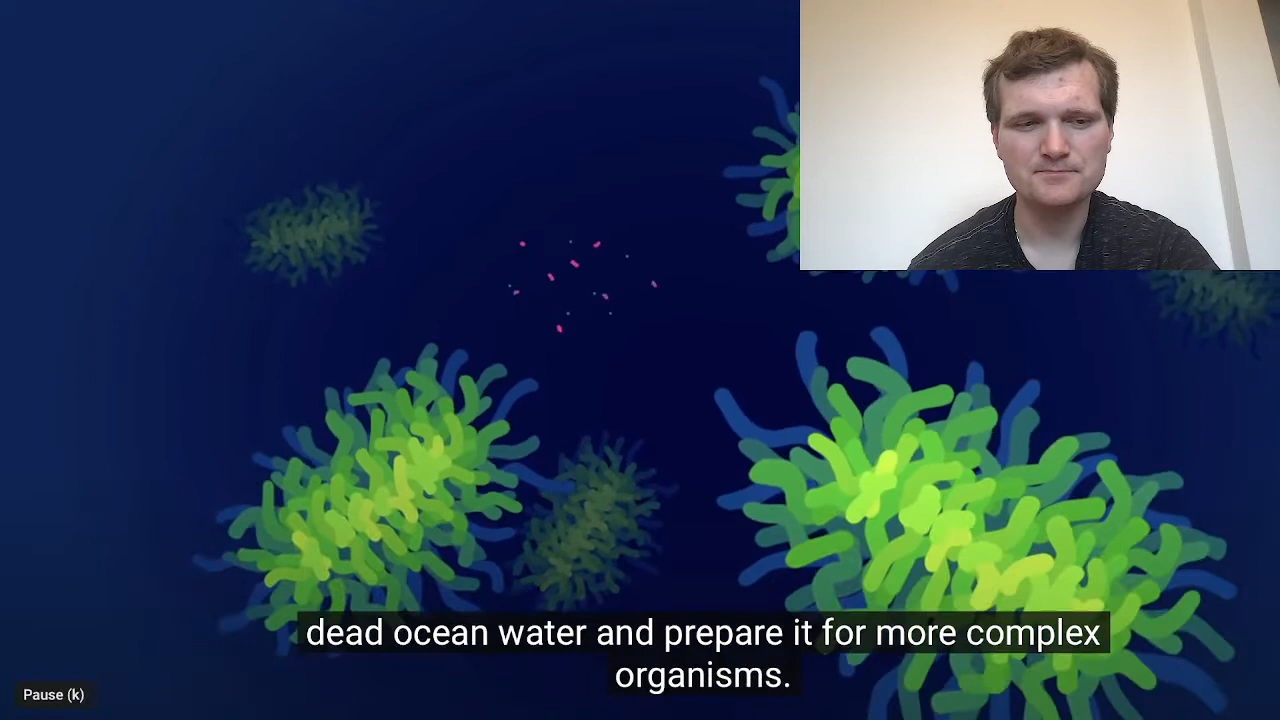 dead ocean water and prepare it for more complex
organisms.
Pause (k)